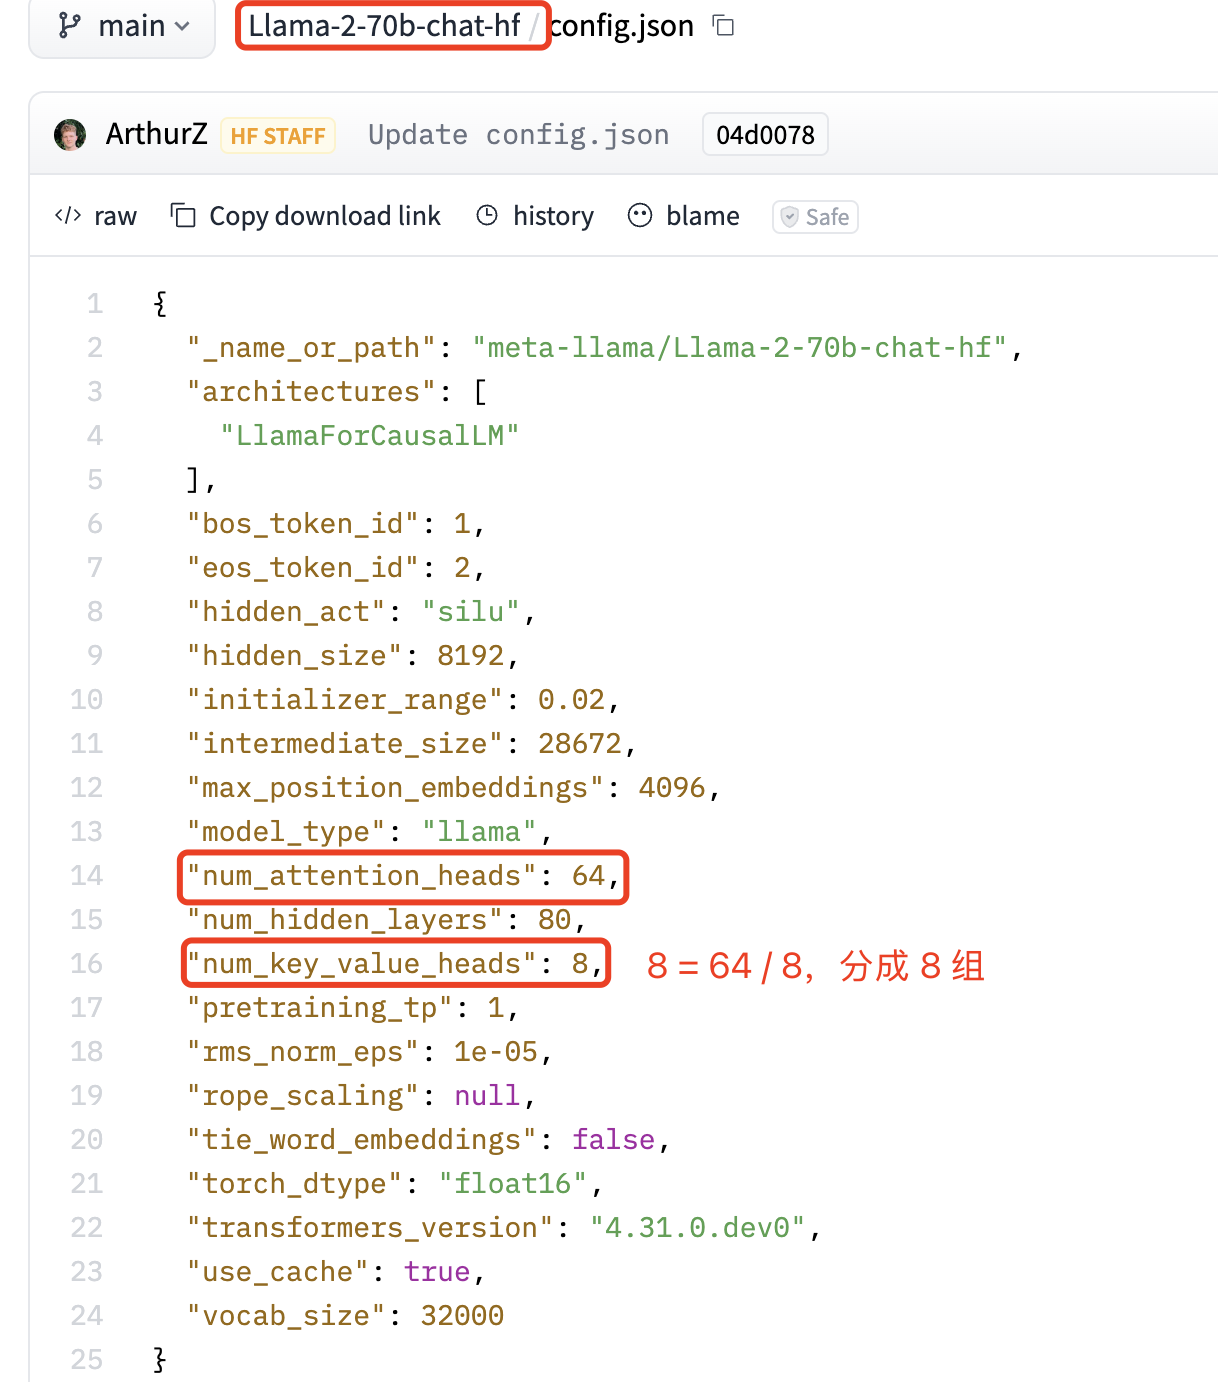 main Llama-2-70b-chat-hf / config.json
ArthurZ HF STAFF Update config.json 04d0078
</> raw Copy download link history blame Safe
1 {
2 "_name_or_path": "meta-llama/Llama-2-70b-chat-hf",
3 "architectures": [
4 "LlamaForCausalLM"
5 ],
6 "bos_token_id": 1,
7 "eos_token_id": 2,
8 "hidden_act": "silu",
9 "hidden_size": 8192,
10 "initializer_range": 0.02,
11 "intermediate_size": 28672,
12 "max_position_embeddings": 4096,
13 "model_type": "llama",
14 "num_attention_heads": 64,
15 "num_hidden_layers": 80,
16 "num_key_value_heads": 8, 8 = 64 / 8, 分成 8 组
17 "pretraining_tp": 1,
18 "rms_norm_eps": 1e-05,
19 "rope_scaling": null,
20 "tie_word_embeddings": false,
21 "torch_dtype": "float16",
22 "transformers_version": "4.31.0.dev0",
23 "use_cache": true,
24 "vocab_size": 32000
25 }